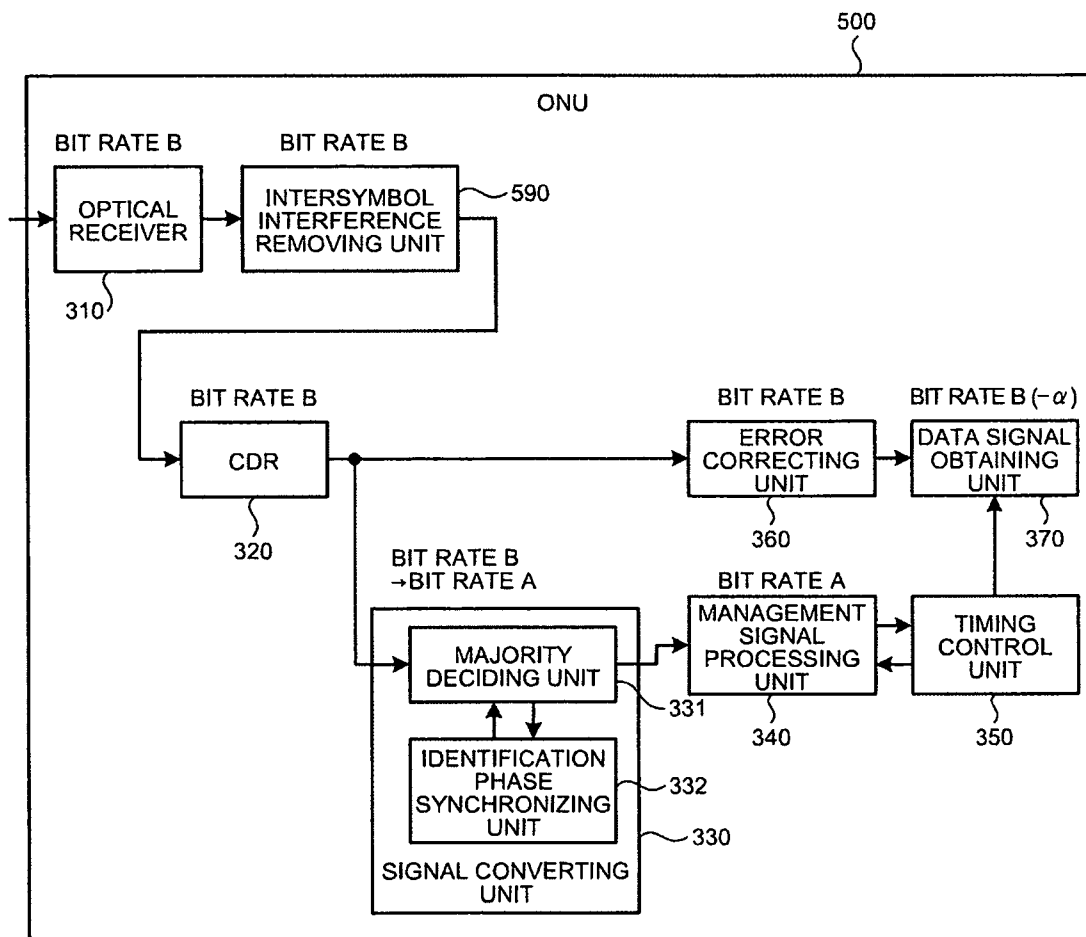 500
ONU
BIT RATE B
BIT RATE B
OPTICAL
RECEIVER
INTERSYMBOL
INTERFERENCE
REMOVING UNIT
590
310
BIT RATE B
BIT RATE B
BIT RATE B (-α)
CDR
ERROR
CORRECTING
UNIT
DATA SIGNAL
OBTAINING
UNIT
320
360
370
BIT RATE B
→BIT RATE A
BIT RATE A
MAJORITY
DECIDING UNIT
331
MANAGEMENT
SIGNAL
PROCESSING
UNIT
TIMING
CONTROL
UNIT
340
350
IDENTIFICATION
PHASE
SYNCHRONIZING
UNIT
332
330
SIGNAL CONVERTING
UNIT